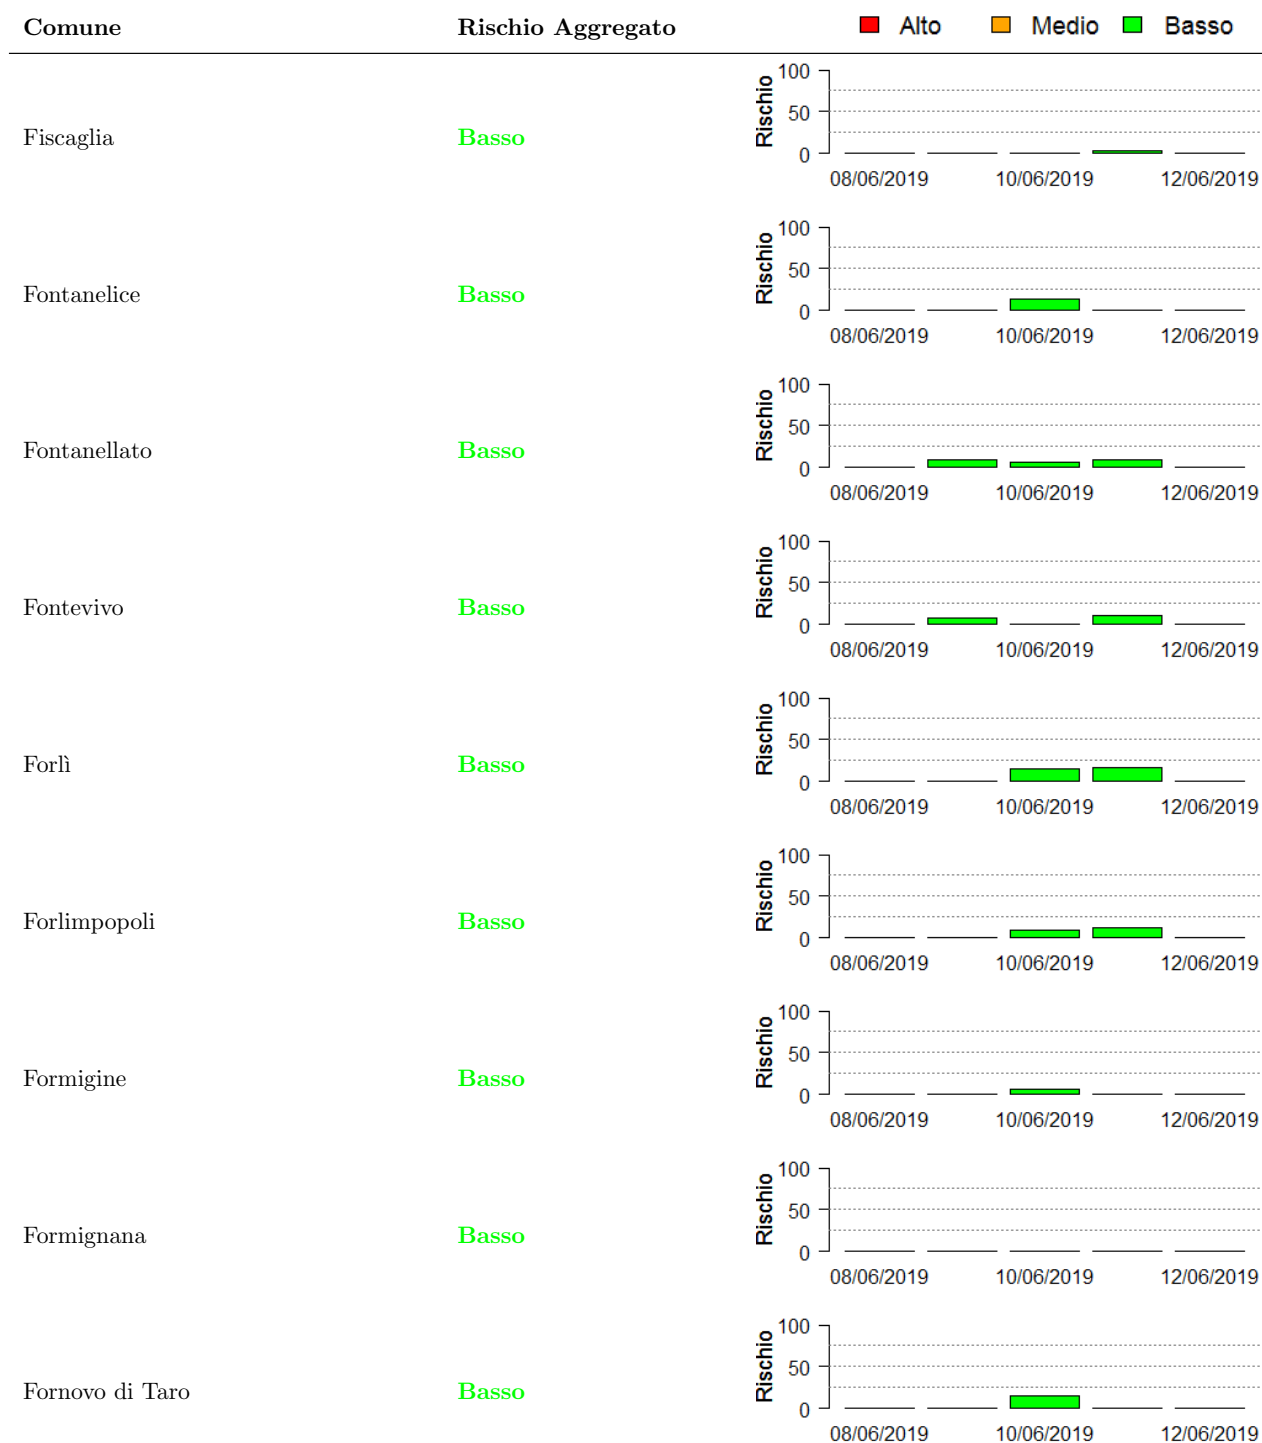 Comune Rischio Aggregato Alto Medio Basso
Fiscaglia Basso
Rischio
100
50
0
08/06/2019 10/06/2019 12/06/2019
Fontanelice Basso
Rischio
100
50
0
08/06/2019 10/06/2019 12/06/2019
Fontanellato Basso
Rischio
100
50
0
08/06/2019 10/06/2019 12/06/2019
Fontevivo Basso
Rischio
100
50
0
08/06/2019 10/06/2019 12/06/2019
Forlì Basso
Rischio
100
50
0
08/06/2019 10/06/2019 12/06/2019
Forlimpopoli Basso
Rischio
100
50
0
08/06/2019 10/06/2019 12/06/2019
Formigine Basso
Rischio
100
50
0
08/06/2019 10/06/2019 12/06/2019
Formignana Basso
Rischio
100
50
0
08/06/2019 10/06/2019 12/06/2019
Fornovo di Taro Basso
Rischio
100
50
0
08/06/2019 10/06/2019 12/06/2019